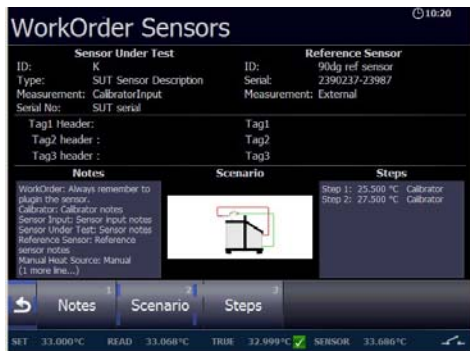 10:20
WorkOrder Sensors
Sensor Under Test
ID: K
Type: SUT Sensor Description
Measurement: CalibratorInput
Serial No: SUT serial
Reference Sensor
ID: 90dg ref sensor
Serial: 2390237-23987
Measurement: External
Tag1 Header: Tag1
Tag2 header : Tag2
Tag3 header : Tag3
Notes
WorkOrder: Always remember to
plugin the sensor.
Calibrator: Calibrator notes
Sensor Input: Sensor input notes
Sensor Under Test: Sensor notes
Reference Sensor: Reference
sensor notes
Manual Heat Source: Manual
(1 more line...)
Scenario
Steps
Step 1: 25.500 °C Calibrator
Step 2: 27.500 °C Calibrator
1 Notes
2 Scenario
3 Steps
SET 33.000°C READ 33.068°C TRUE 32.999°C SENSOR 33.686°C